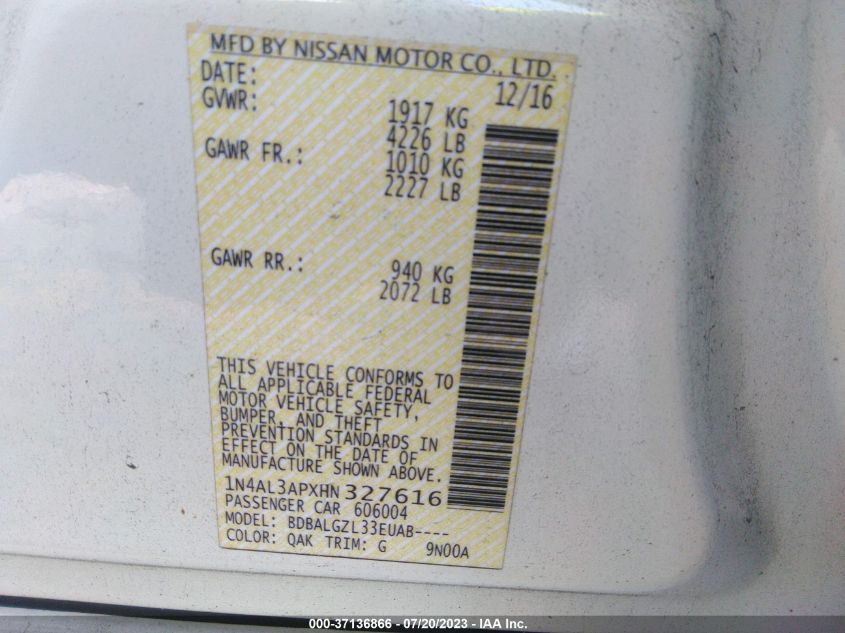 MFD BY NISSAN MOTOR CO., LTD.
DATE: 12/16
GVWR: 1917 KG
4226 LB
GAWR FR.: 1010 KG
2227 LB
GAWR RR.: 940 KG
2072 LB
THIS VEHICLE CONFORMS TO
ALL APPLICABLE FEDERAL
MOTOR VEHICLE SAFETY,
BUMPER, AND THEFT
PREVENTION STANDARDS IN
EFFECT ON THE DATE OF
MANUFACTURE SHOWN ABOVE.
1N4AL3APXHN327616
PASSENGER CAR 606004
MODEL: BDBALGZL33EUAB----
COLOR: QAK TRIM: G 9N00A
000-37136866 - 07/20/2023 - IAA Inc.